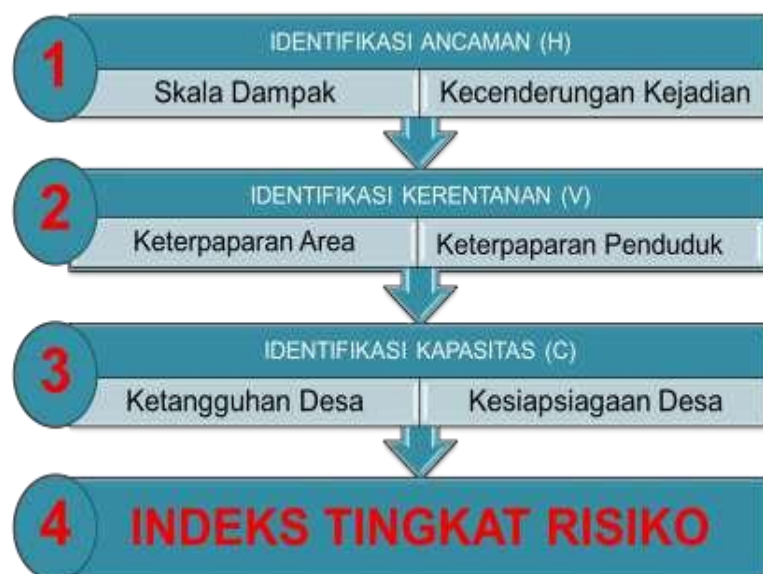 1
IDENTIFIKASI ANCAMAN (H)
Skala Dampak
Kecenderungan Kejadian
2
IDENTIFIKASI KERENTANAN (V)
Keterpaparan Area
Keterpaparan Penduduk
3
IDENTIFIKASI KAPASITAS (C)
Ketangguhan Desa
Kesiapsiagaan Desa
4
INDEKS TINGKAT RISIKO